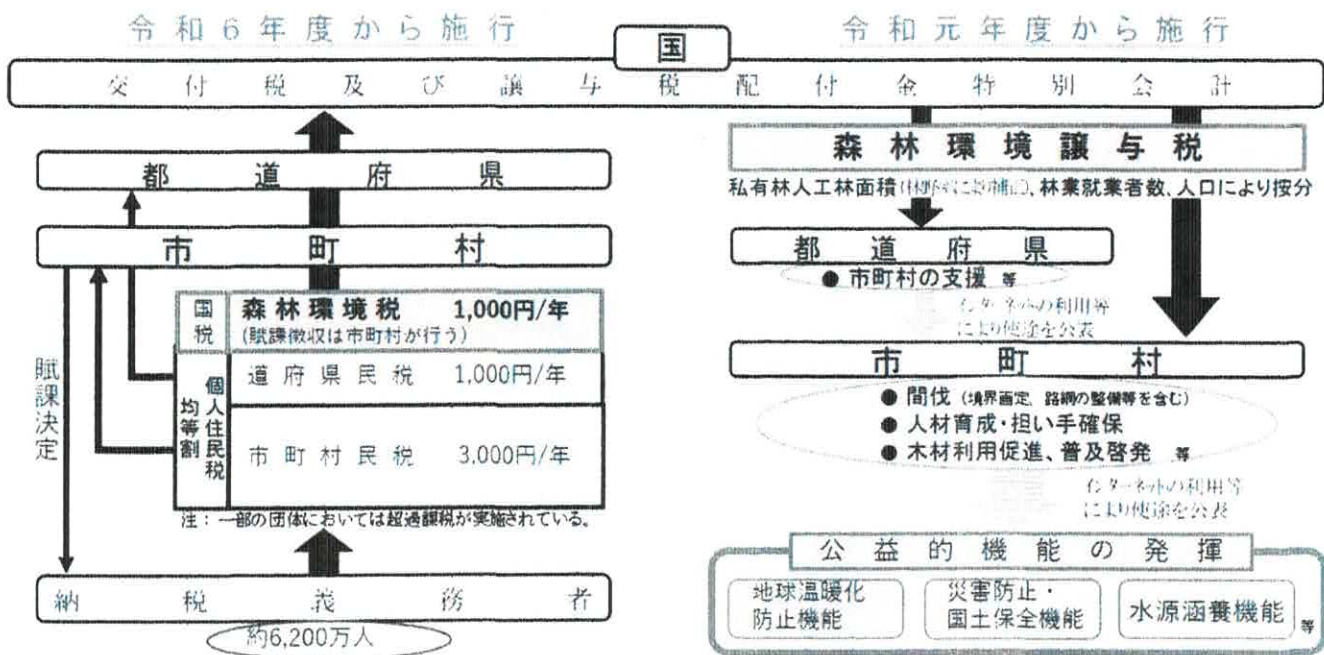 令和６年度から施行
令和元年度から施行
国
交付税及び譲与税配付金特別会計
都道府県
市町村
国税
森林環境税 1,000円/年
(賦課徴収は市町村が行う)
個人住民税均等割
道府県民税 1,000円/年
市町村民税 3,000円/年
注：一部の団体においては超過課税が実施されている。
賦課決定
納税義務者
約6,200万人
森林環境譲与税
私有林人工林面積(林野率により補正)、林業就業者数、人口により按分
都道府県
● 市町村の支援 等
インターネットの利用等
により使途を公表
市町村
● 間伐（境界画定、路網の整備等を含む）
● 人材育成・担い手確保
● 木材利用促進、普及啓発 等
インターネットの利用等
により使途を公表
公益的機能の発揮
地球温暖化
防止機能
災害防止・
国土保全機能
水源涵養機能 等